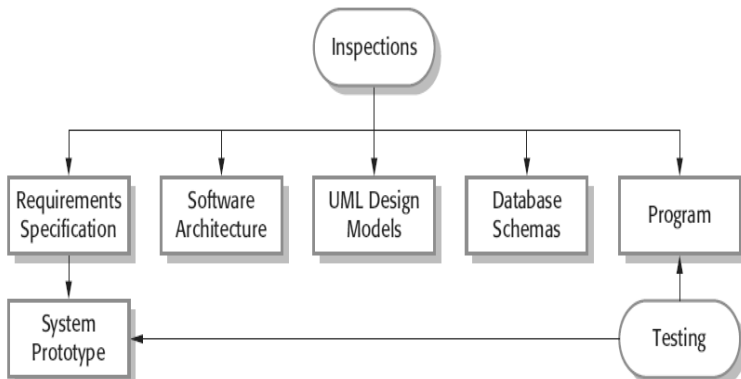 Inspections
Requirements
Specification
Software
Architecture
UML Design
Models
Database
Schemas
Program
System
Prototype
Testing